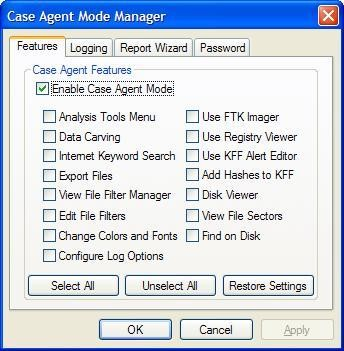 Case Agent Mode Manager
Features Logging Report Wizard Password
Case Agent Features
Enable Case Agent Mode
Analysis Tools Menu
Data Carving
Internet Keyword Search
Export Files
View File Filter Manager
Edit File Filters
Change Colors and Fonts
Configure Log Options
Use FTK Imager
Use Registry Viewer
Use KFF Alert Editor
Add Hashes to KFF
Disk Viewer
View File Sectors
Find on Disk
Select All Unselect All Restore Settings
OK Cancel Apply